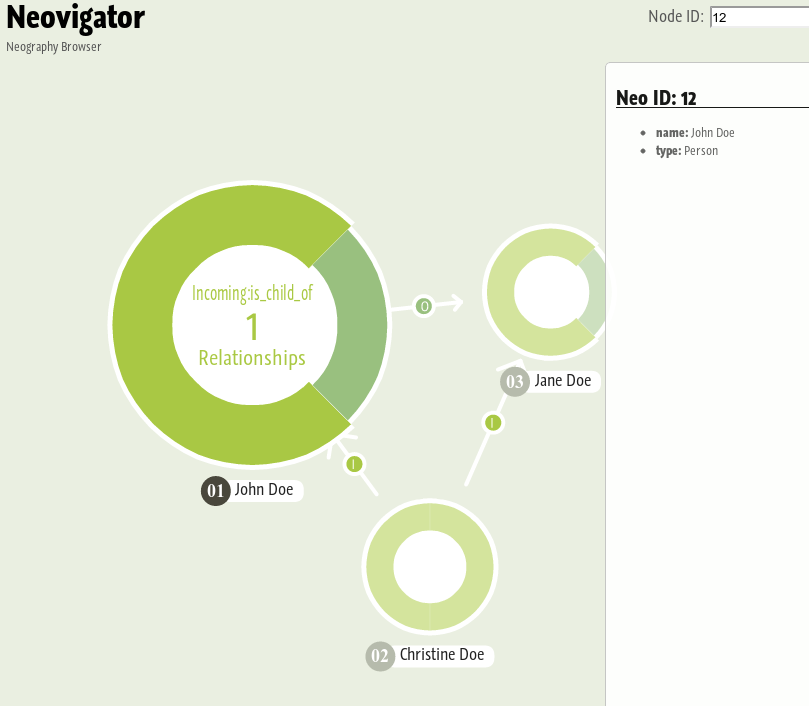 Neovigator
Neography Browser
Node ID: 12
Neo ID: 12
name: John Doe
type: Person
Incoming:is_child_of
1
Relationships
O
03 Jane Doe
I
I
01 John Doe
02 Christine Doe